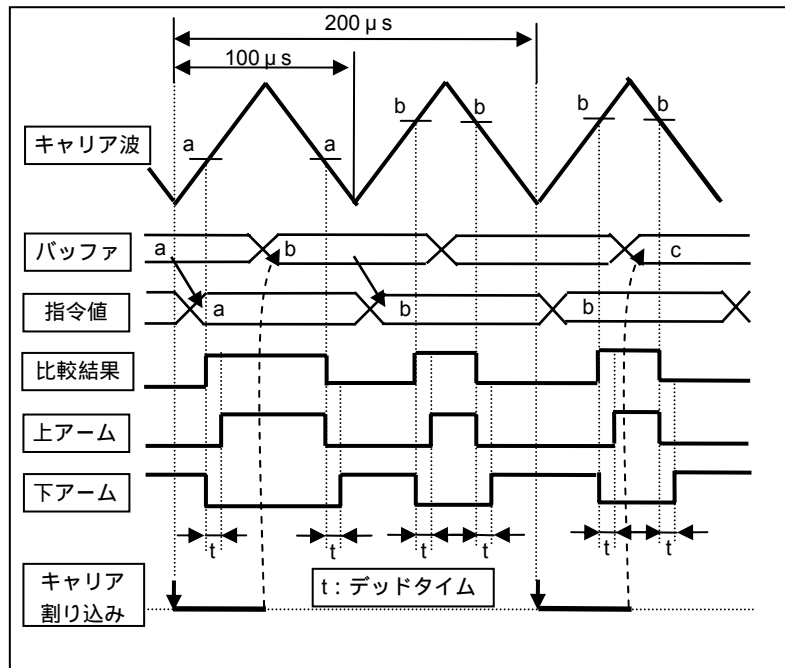 200μs
100μs
キャリア波
a
a
b
b
b
b
バッファ
a
b
c
指令値
a
b
b
比較結果
上アーム
下アーム
t
t
t
t
t
t
キャリア
割り込み
t：デッドタイム